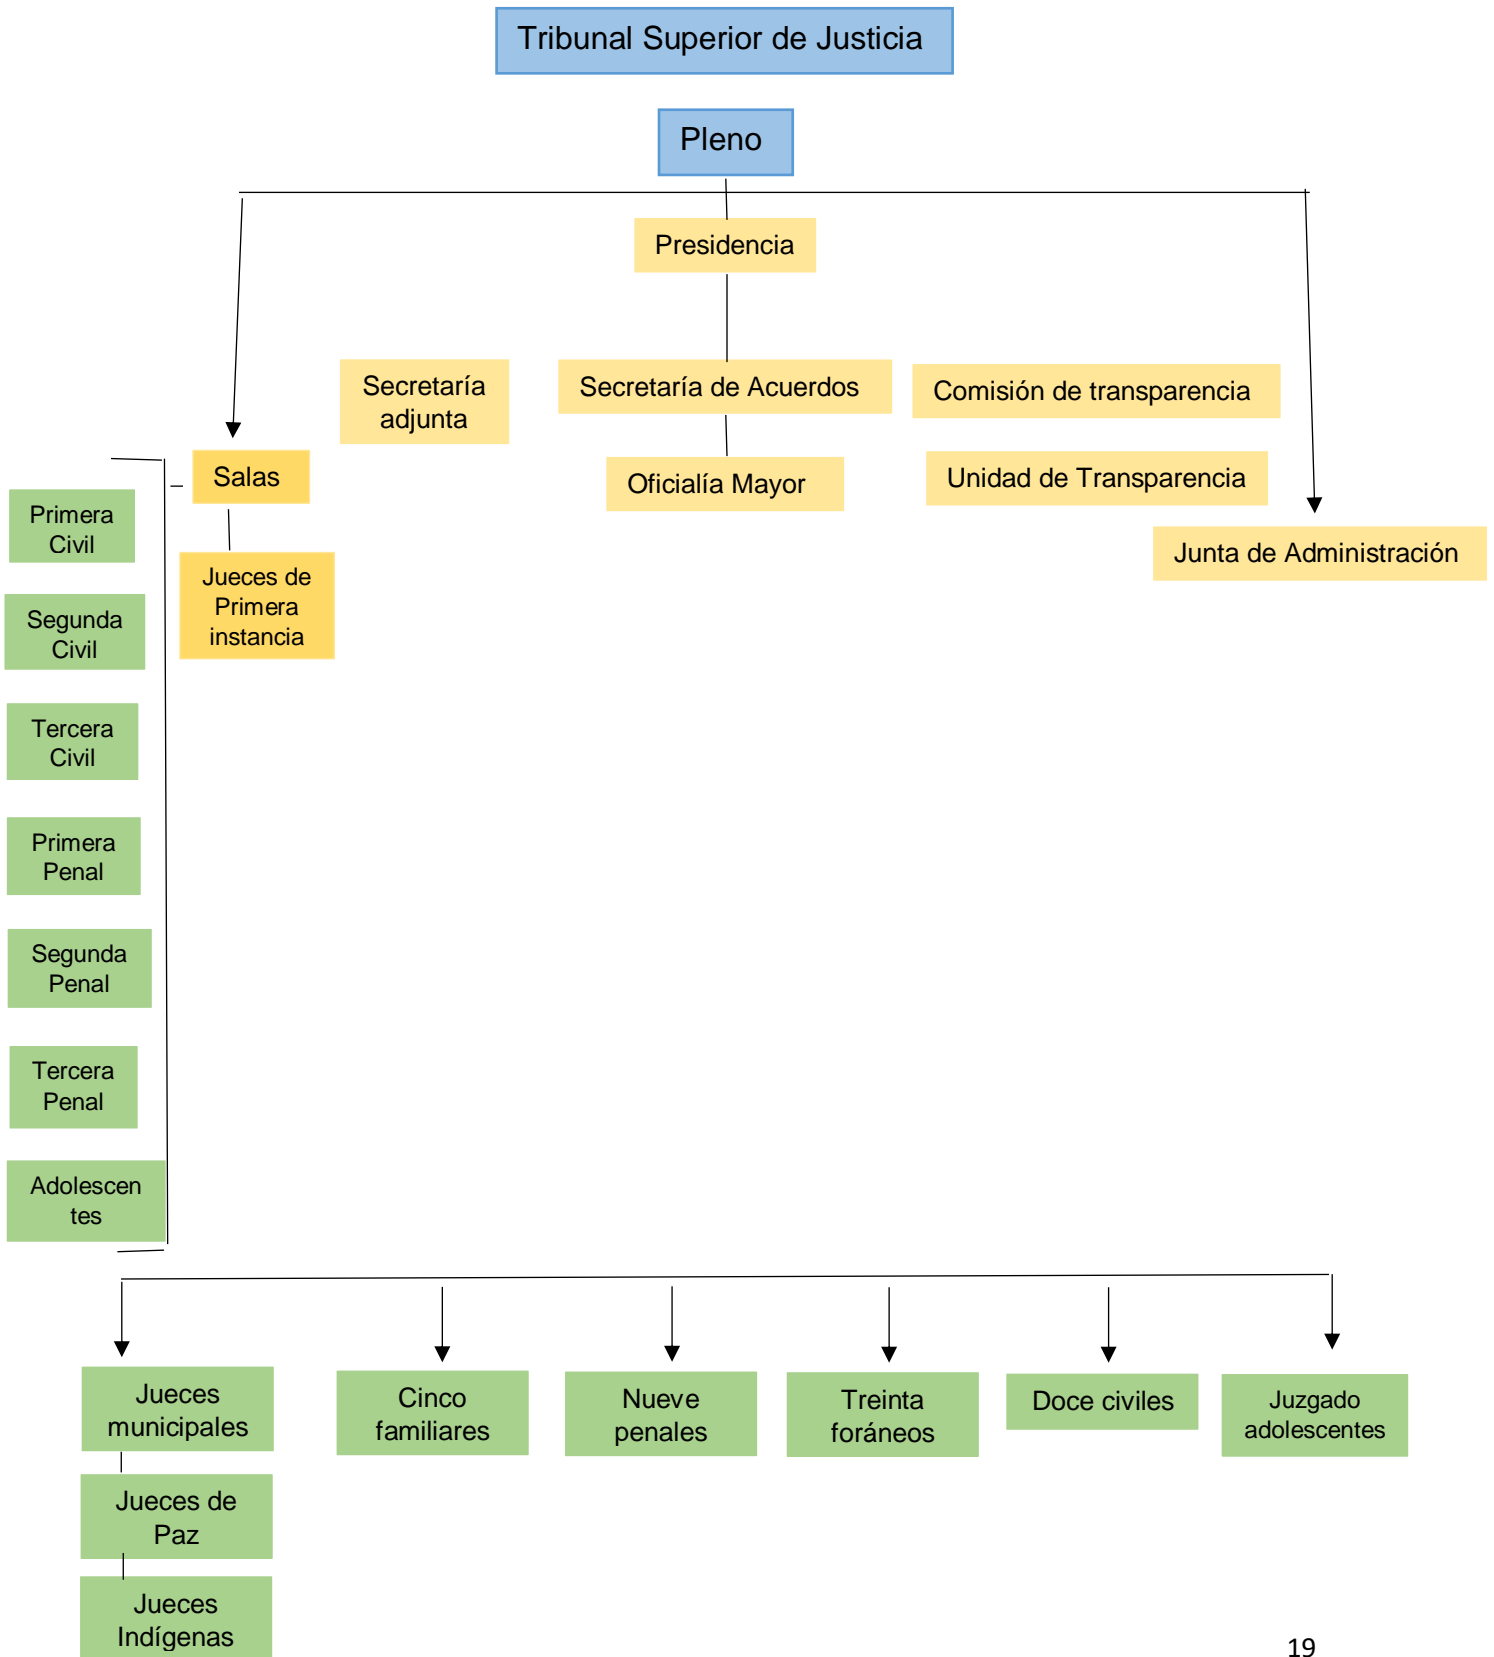 Tribunal Superior de Justicia
Pleno
Presidencia
Secretaría
adjunta
Secretaría de Acuerdos
Comisión de transparencia
Salas
Oficialía Mayor
Unidad de Transparencia
Junta de Administración
Jueces de
Primera
instancia
Primera
Civil
Segunda
Civil
Tercera
Civil
Primera
Penal
Segunda
Penal
Tercera
Penal
Adolescen
tes
Jueces
municipales
Cinco
familiares
Nueve
penales
Treinta
foráneos
Doce civiles
Juzgado
adolescentes
Jueces de
Paz
Jueces
Indígenas
19